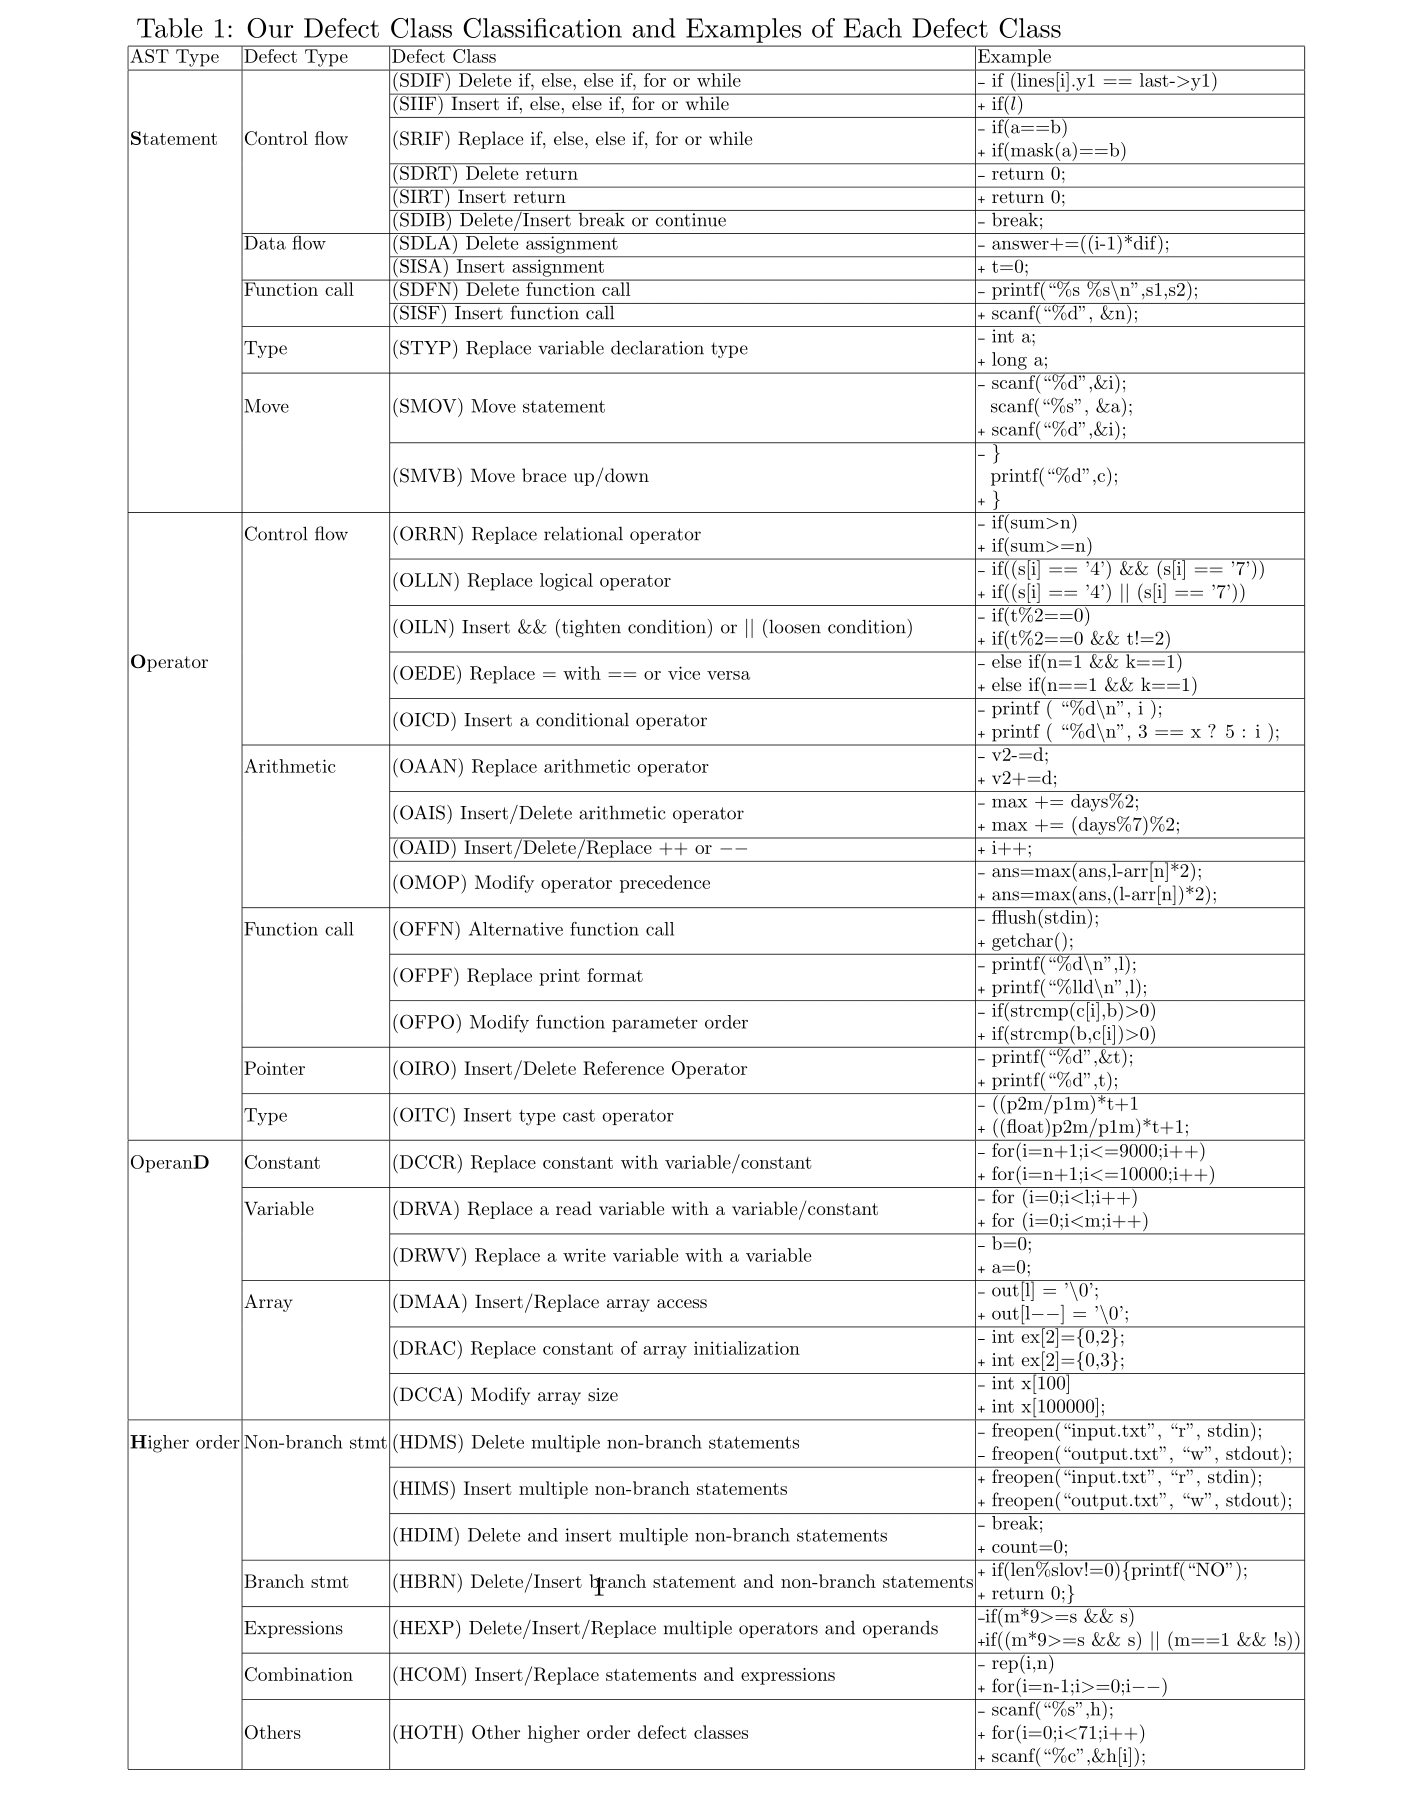 Table 1: Our Defect Class Classification and Examples of Each Defect Class
AST Type Defect Type Defect Class Example
(SDIF) Delete if, else, else if, for or while – if (lines[i].y1 == last->y1)
(SIIF) Insert if, else, else if, for or while + if(l)
Statement Control flow (SRIF) Replace if, else, else if, for or while – if(a==b)
+ if(mask(a)==b)
(SDRT) Delete return – return 0;
(SIRT) Insert return + return 0;
(SDIB) Delete/Insert break or continue – break;
Data flow (SDLA) Delete assignment – answer+=((i-1)*dif);
(SISA) Insert assignment + t=0;
Function call (SDFN) Delete function call – printf(“%s %s\n”,s1,s2);
(SISF) Insert function call + scanf(“%d”, &n);
Type (STYP) Replace variable declaration type – int a;
+ long a;
Move (SMOV) Move statement – scanf(“%d”,&i);
scanf(“%s”, &a);
+ scanf(“%d”,&i);
(SMVB) Move brace up/down – }
printf(“%d”,c);
+ }
Control flow (ORRN) Replace relational operator – if(sum>n)
+ if(sum>=n)
(OLLN) Replace logical operator – if((s[i] == ’4’) && (s[i] == ’7’))
+ if((s[i] == ’4’) || (s[i] == ’7’))
(OILN) Insert && (tighten condition) or || (loosen condition) – if(t%2==0)
+ if(t%2==0 && t!=2)
Operator (OEDE) Replace = with == or vice versa – else if(n=1 && k==1)
+ else if(n==1 && k==1)
(OICD) Insert a conditional operator – printf ( “%d\n”, i );
+ printf ( “%d\n”, 3 == x ? 5 : i );
Arithmetic (OAAN) Replace arithmetic operator – v2-=d;
+ v2+=d;
(OAIS) Insert/Delete arithmetic operator – max += days%2;
+ max += (days%7)%2;
(OAID) Insert/Delete/Replace ++ or −− + i++;
(OMOP) Modify operator precedence – ans=max(ans,l-arr[n]*2);
+ ans=max(ans,(l-arr[n])*2);
Function call (OFFN) Alternative function call – fflush(stdin);
+ getchar();
(OFPF) Replace print format – printf(“%d\n”,l);
+ printf(“%lld\n”,l);
(OFPO) Modify function parameter order – if(strcmp(c[i],b)>0)
+ if(strcmp(b,c[i])>0)
Pointer (OIRO) Insert/Delete Reference Operator – printf(“%d”,&t);
+ printf(“%d”,t);
Type (OITC) Insert type cast operator – ((p2m/p1m)*t+1
+ ((float)p2m/p1m)*t+1;
OperanD Constant (DCCR) Replace constant with variable/constant – for(i=n+1;i<=9000;i++)
+ for(i=n+1;i<=10000;i++)
Variable (DRVA) Replace a read variable with a variable/constant – for (i=0;i<l;i++)
+ for (i=0;i<m;i++)
(DRWV) Replace a write variable with a variable – b=0;
+ a=0;
Array (DMAA) Insert/Replace array access – out[l] = ’\0’;
+ out[l−−] = ’\0’;
(DRAC) Replace constant of array initialization – int ex[2]={0,2};
+ int ex[2]={0,3};
(DCCA) Modify array size – int x[100]
+ int x[100000];
Higher order Non-branch stmt (HDMS) Delete multiple non-branch statements – freopen(“input.txt”, “r”, stdin);
– freopen(“output.txt”, “w”, stdout);
(HIMS) Insert multiple non-branch statements + freopen(“input.txt”, “r”, stdin);
+ freopen(“output.txt”, “w”, stdout);
(HDIM) Delete and insert multiple non-branch statements – break;
+ count=0;
Branch stmt (HBRN) Delete/Insert branch statement and non-branch statements + if(len%slov!=0){printf(“NO”);
+ return 0;}
1
Expressions (HEXP) Delete/Insert/Replace multiple operators and operands –if(m*9>=s && s)
+if((m*9>=s && s) || (m==1 && !s))
Combination (HCOM) Insert/Replace statements and expressions – rep(i,n)
+ for(i=n-1;i>=0;i−−)
Others (HOTH) Other higher order defect classes – scanf(“%s”,h);
+ for(i=0;i<71;i++)
+ scanf(“%c”,&h[i]);